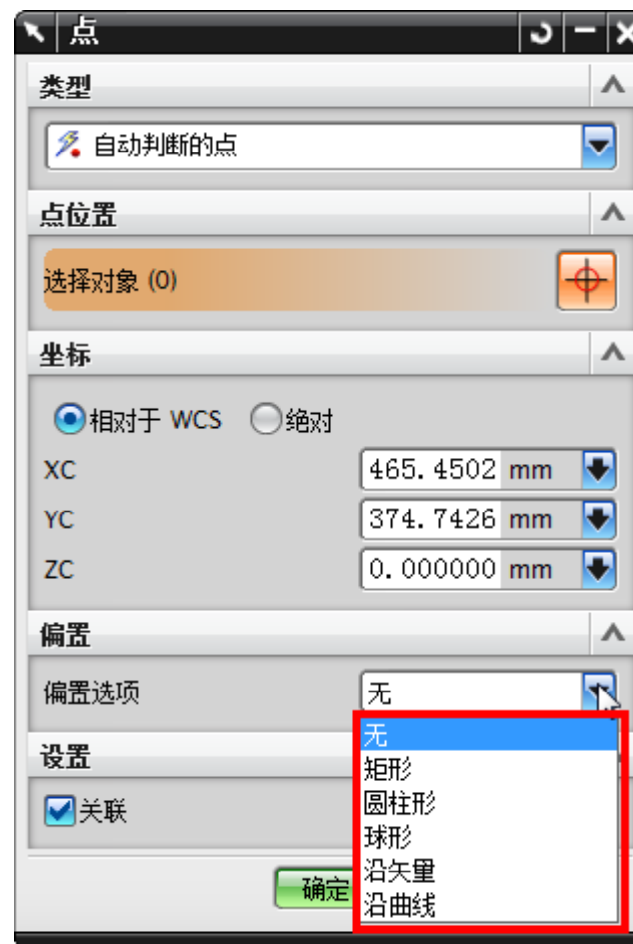 点
类型
自动判断的点
点位置
选择对象 (0)
坐标
相对于 WCS 绝对
XC 465.4502 mm
YC 374.7426 mm
ZC 0.000000 mm
偏置
偏置选项 无
无
设置
矩形
关联 圆柱形
球形
沿矢量
确定
沿曲线